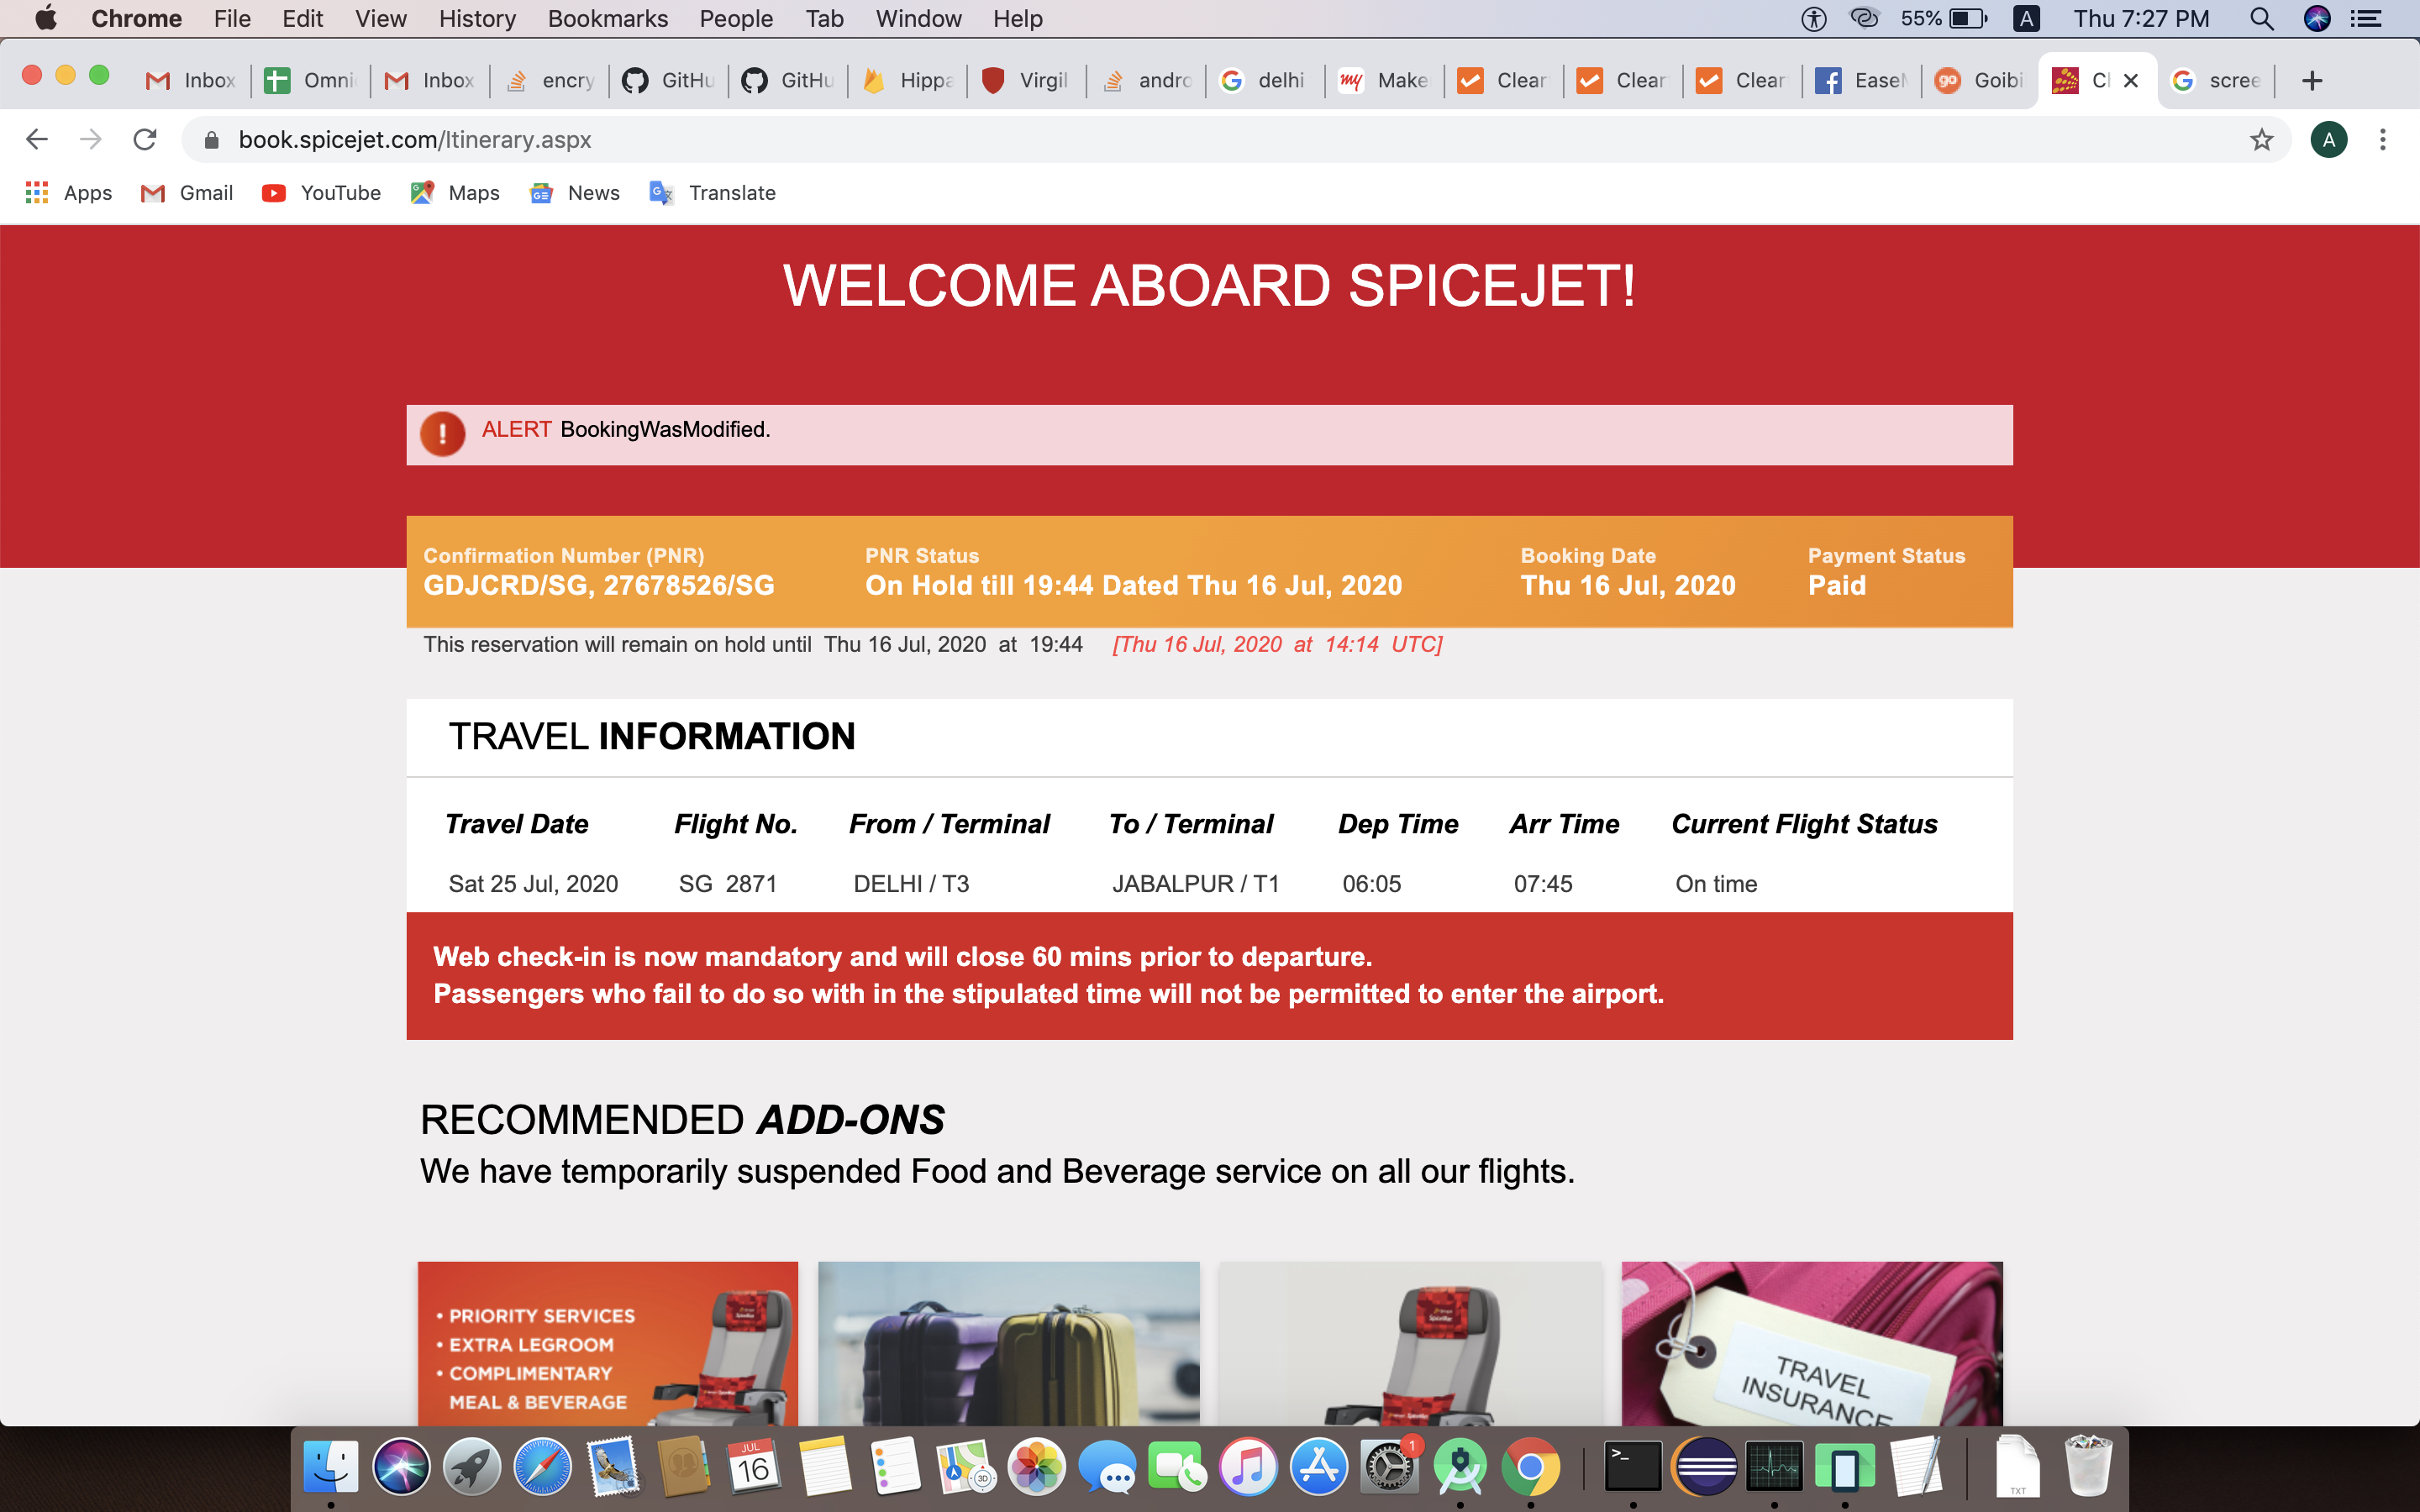 Chrome File Edit View History Bookmarks People Tab Window Help 55% A Thu 7:27 PM
Inbox Omni Inbox encry GitHu GitHu Hippa Virgil andro delhi my Make Clear Clear Clear EaseM go Goibi Cl scree
book.spicejet.com/Itinerary.aspx A
Apps Gmail YouTube Maps News Translate
WELCOME ABOARD SPICEJET!
ALERT BookingWasModified.
Confirmation Number (PNR) PNR Status Booking Date Payment Status
GDJCRD/SG, 27678526/SG On Hold till 19:44 Dated Thu 16 Jul, 2020 Thu 16 Jul, 2020 Paid
This reservation will remain on hold until Thu 16 Jul, 2020 at 19:44 [Thu 16 Jul, 2020 at 14:14 UTC]
TRAVEL INFORMATION
Travel Date Flight No. From / Terminal To / Terminal Dep Time Arr Time Current Flight Status
Sat 25 Jul, 2020 SG 2871 DELHI / T3 JABALPUR / T1 06:05 07:45 On time
Web check-in is now mandatory and will close 60 mins prior to departure.
Passengers who fail to do so with in the stipulated time will not be permitted to enter the airport.
RECOMMENDED ADD-ONS
We have temporarily suspended Food and Beverage service on all our flights.
• PRIORITY SERVICES
• EXTRA LEGROOM
• COMPLIMENTARY
MEAL & BEVERAGE
TRAVEL
INSURANCE
JUL
16
3D
1
>_
TXT